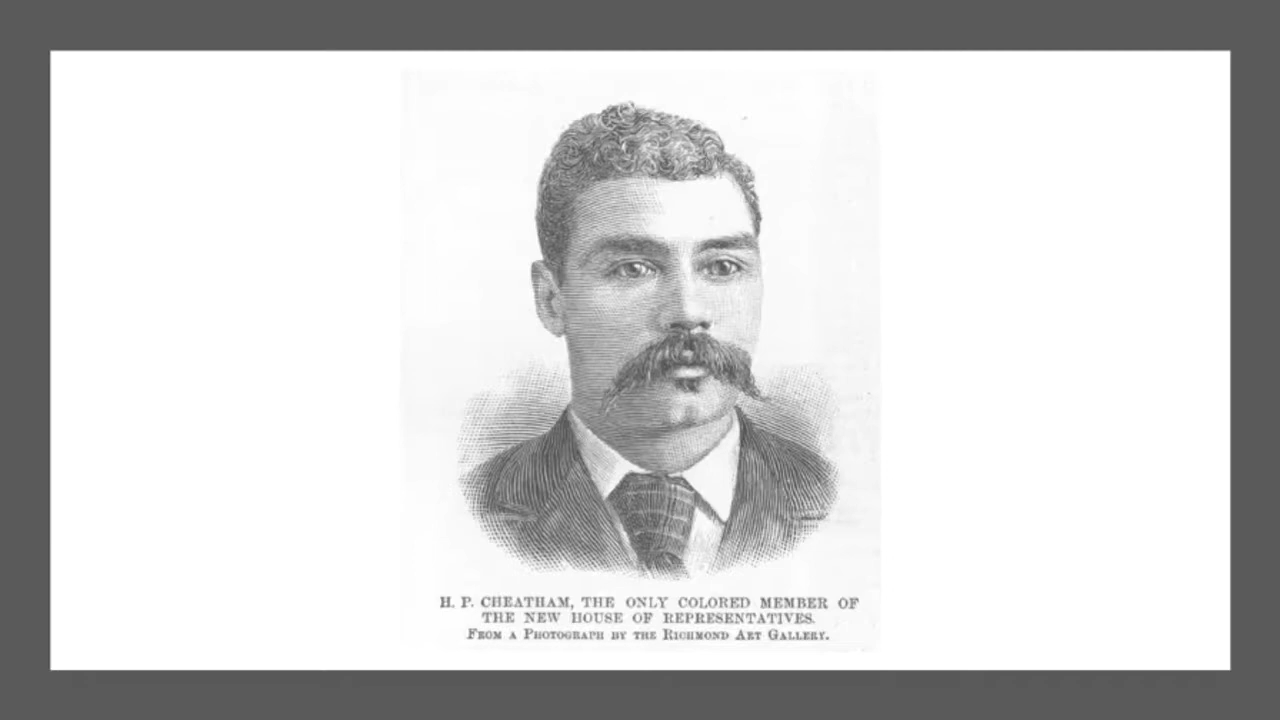 H. P. CHEATHAM, THE ONLY COLORED MEMBER OF
THE NEW HOUSE OF REPRESENTATIVES.
FROM A PHOTOGRAPH BY THE RICHMOND ART GALLERY.